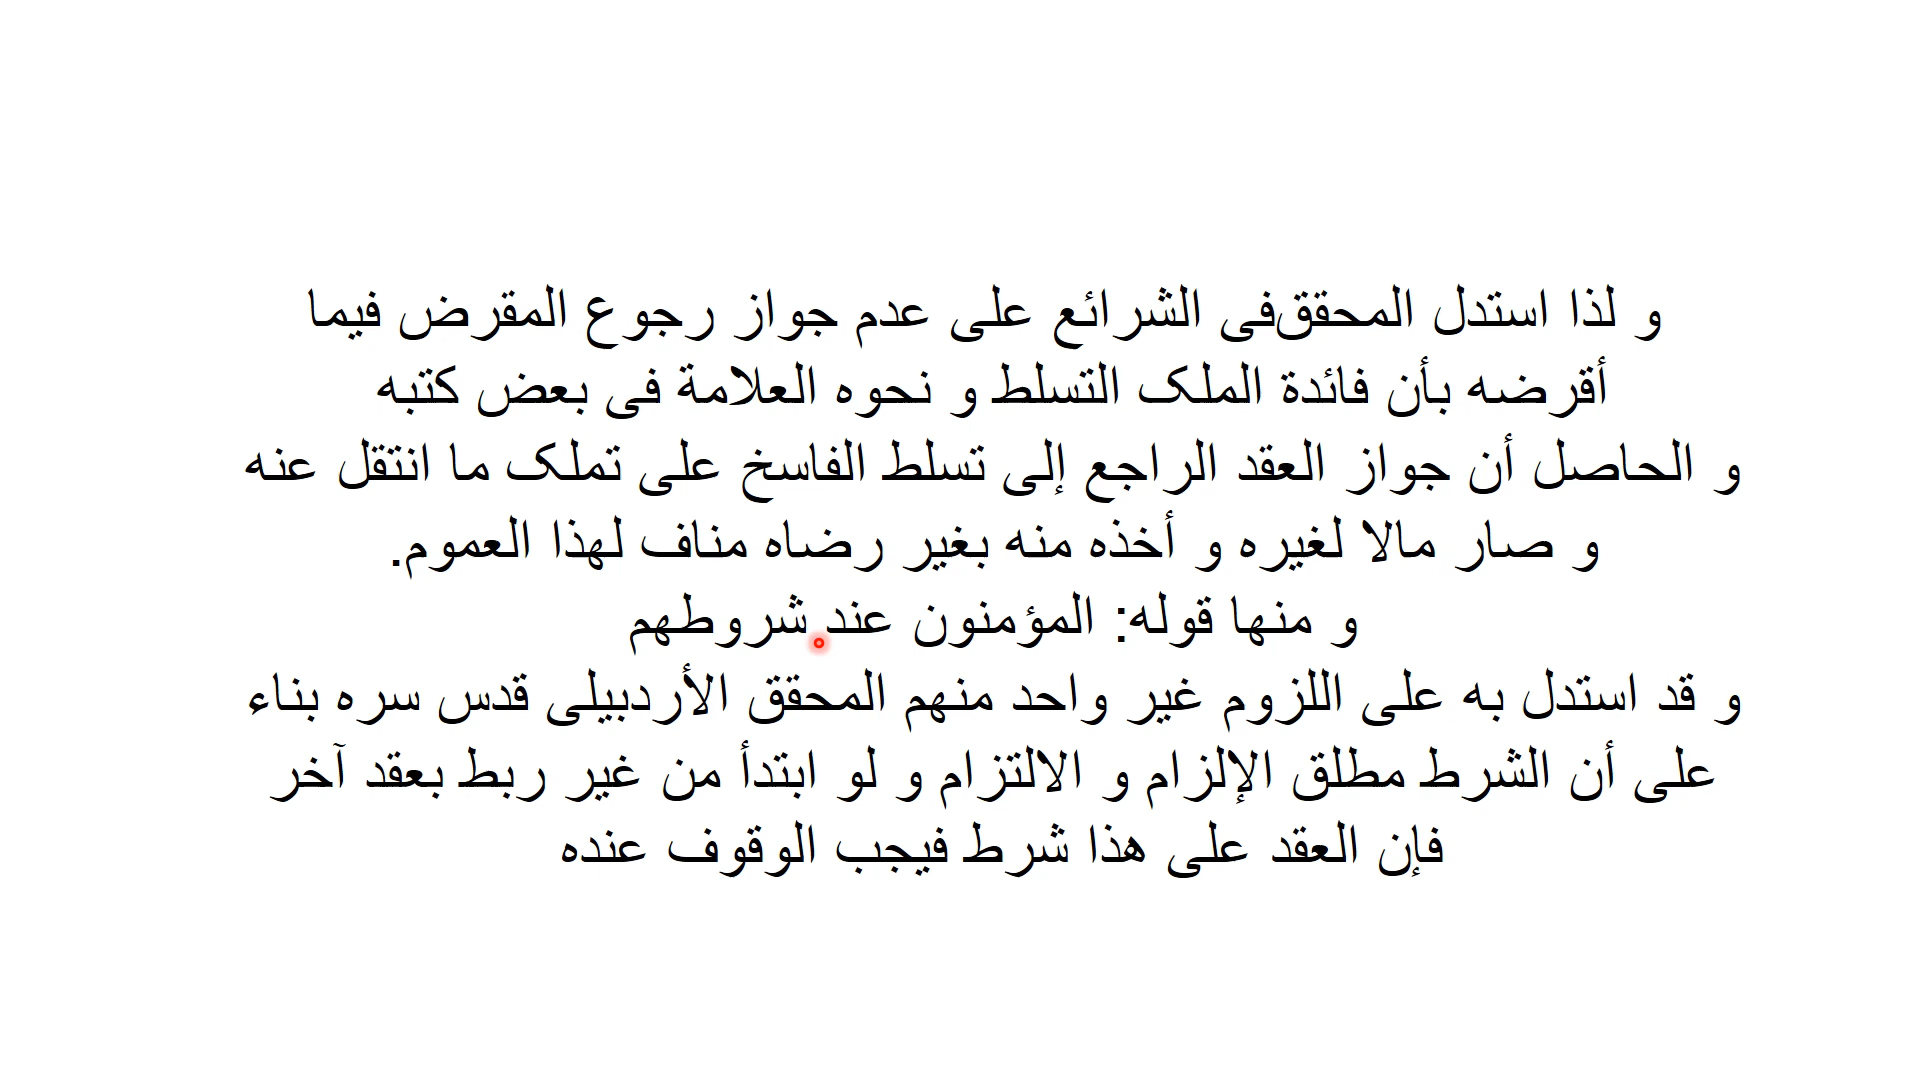 و لذا استدل المحقق‌فی الشرائع علی عدم جواز رجوع المقرض فیما
أقرضه بأن فائدة الملک التسلط و نحوه العلامة فی بعض کتبه
و الحاصل أن جواز العقد الراجع إلی تسلط الفاسخ علی تملک ما انتقل عنه
و صار مالا لغیره و أخذه منه بغیر رضاه مناف لهذا العموم.
و منها قوله: المؤمنون عند شروطهم
و قد استدل به علی اللزوم غیر واحد منهم المحقق الأردبیلی قدس سره بناء
علی أن الشرط مطلق الإلزام و الالتزام و لو ابتدأ من غیر ربط بعقد آخر
فإن العقد علی هذا شرط فیجب الوقوف عنده